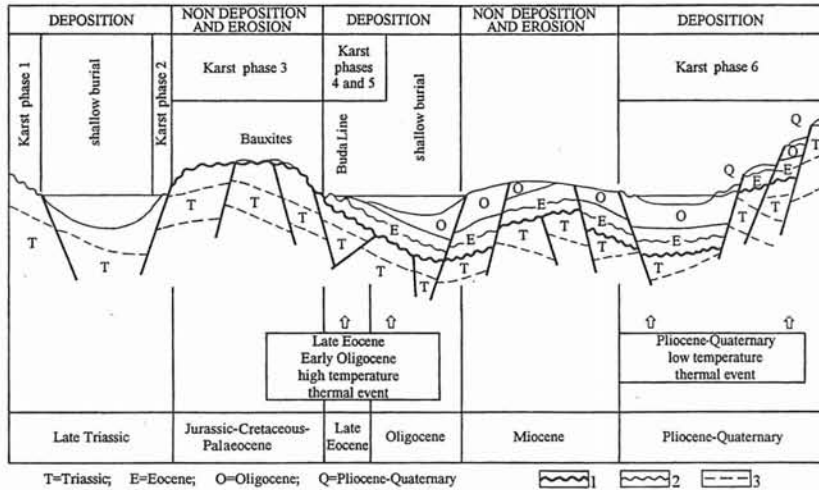 DEPOSITION
NON DEPOSITION
AND EROSION
DEPOSITION
NON DEPOSITION
AND EROSION
DEPOSITION
Karst phase 1
shallow burial
Karst phase 2
Karst phase 3
Karst
phases
4 and 5
shallow burial
Karst phase 6
Bauxites
Buda Line
Q
Q
O
T
E
E
T
T
T
T
T
T
T
T
T
E
T
O
T
O
O
E
T
T
E
T
O
E
T
T
T
T
Late Eocene
Early Oligocene
high temperature
thermal event
Pliocene-Quaternary
low temperature
thermal event
Late Triassic
Jurassic-Cretaceous-
Palaeocene
Late
Eocene
Oligocene
Miocene
Pliocene-Quaternary
T=Triassic; E=Eocene; O=Oligocene; Q=Pliocene-Quaternary
1
2
3